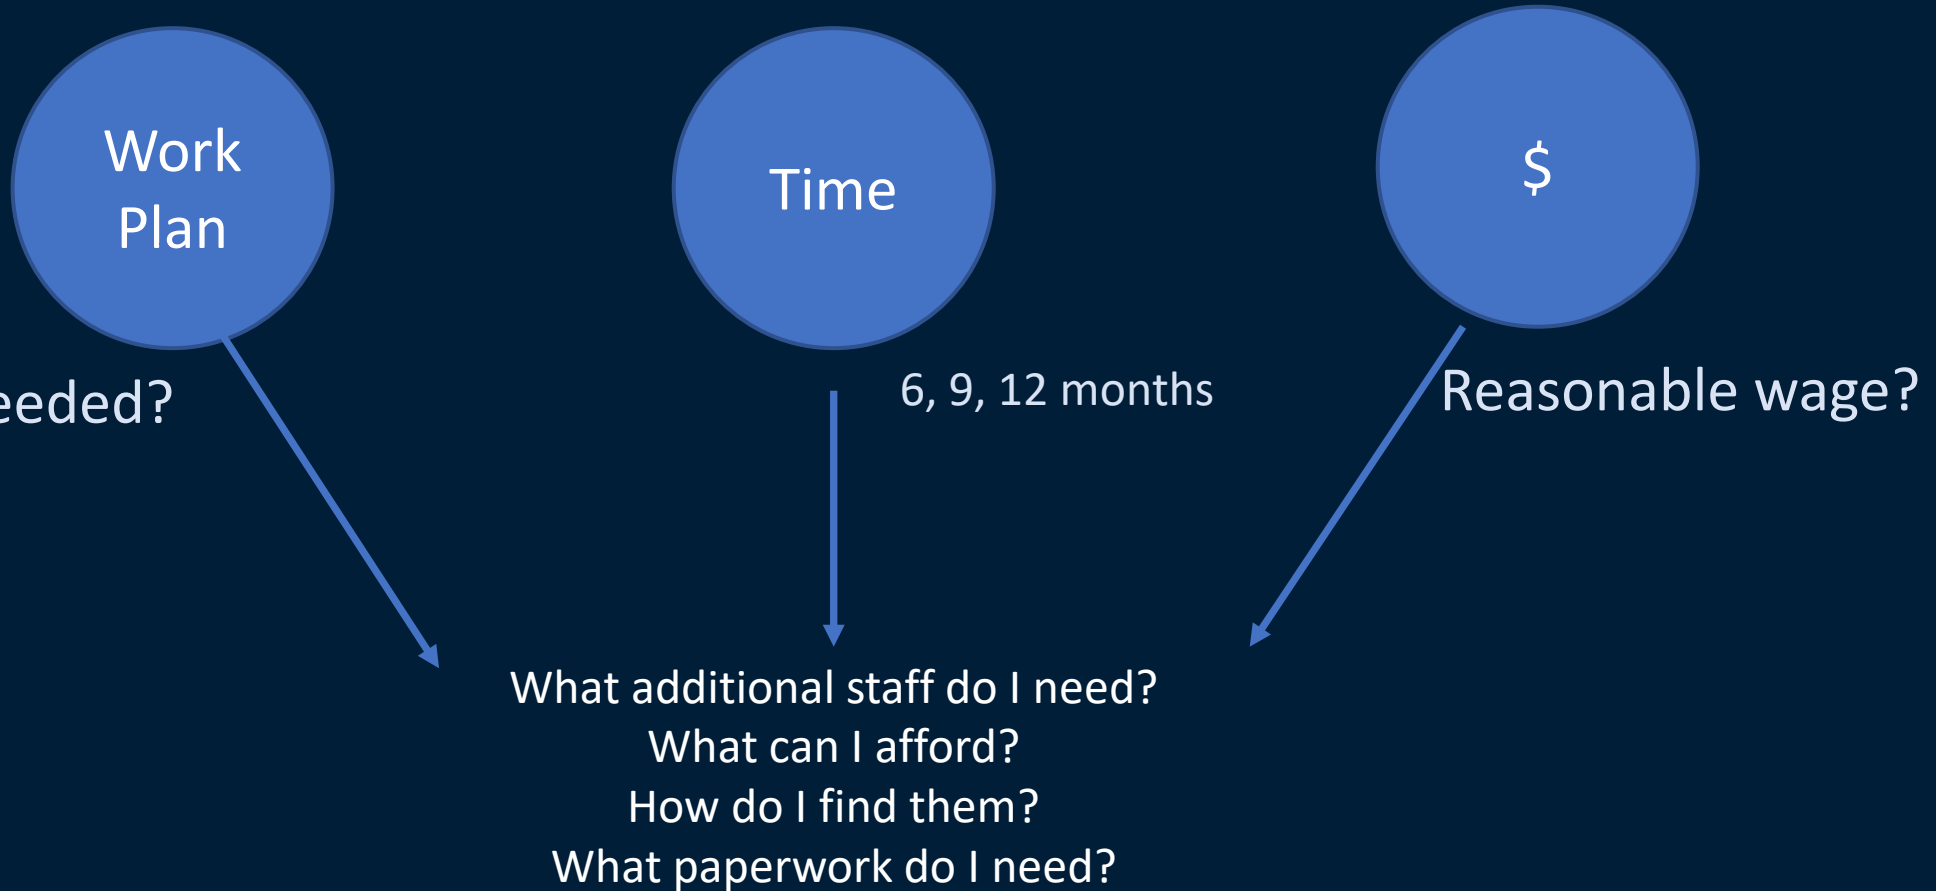 Work
Plan
Time
$
eeded?
6, 9, 12 months
Reasonable wage?
What additional staff do I need?
What can I afford?
How do I find them?
What paperwork do I need?